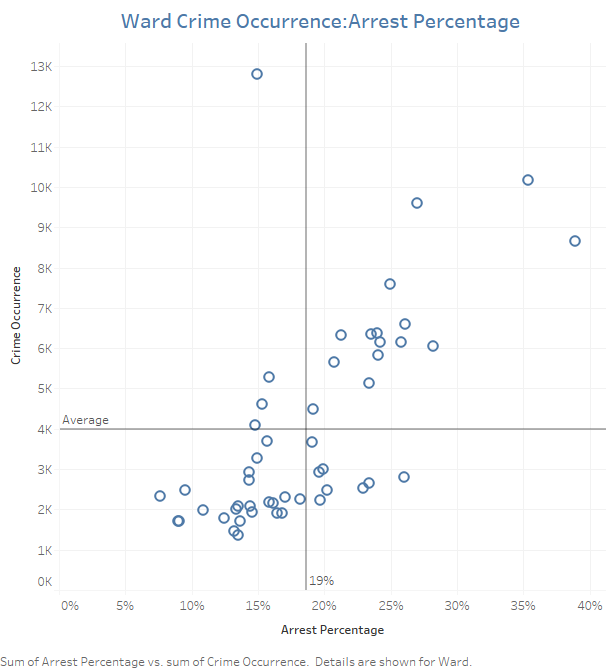 Ward Crime Occurrence:Arrest Percentage
13K
12K
11K
10K
9K
8K
7K
6K
5K
4K
3K
2K
1K
0K
Crime Occurrence
Average
19%
0% 5% 10% 15% 20% 25% 30% 35% 40%
Arrest Percentage
Sum of Arrest Percentage vs. sum of Crime Occurrence. Details are shown for Ward.